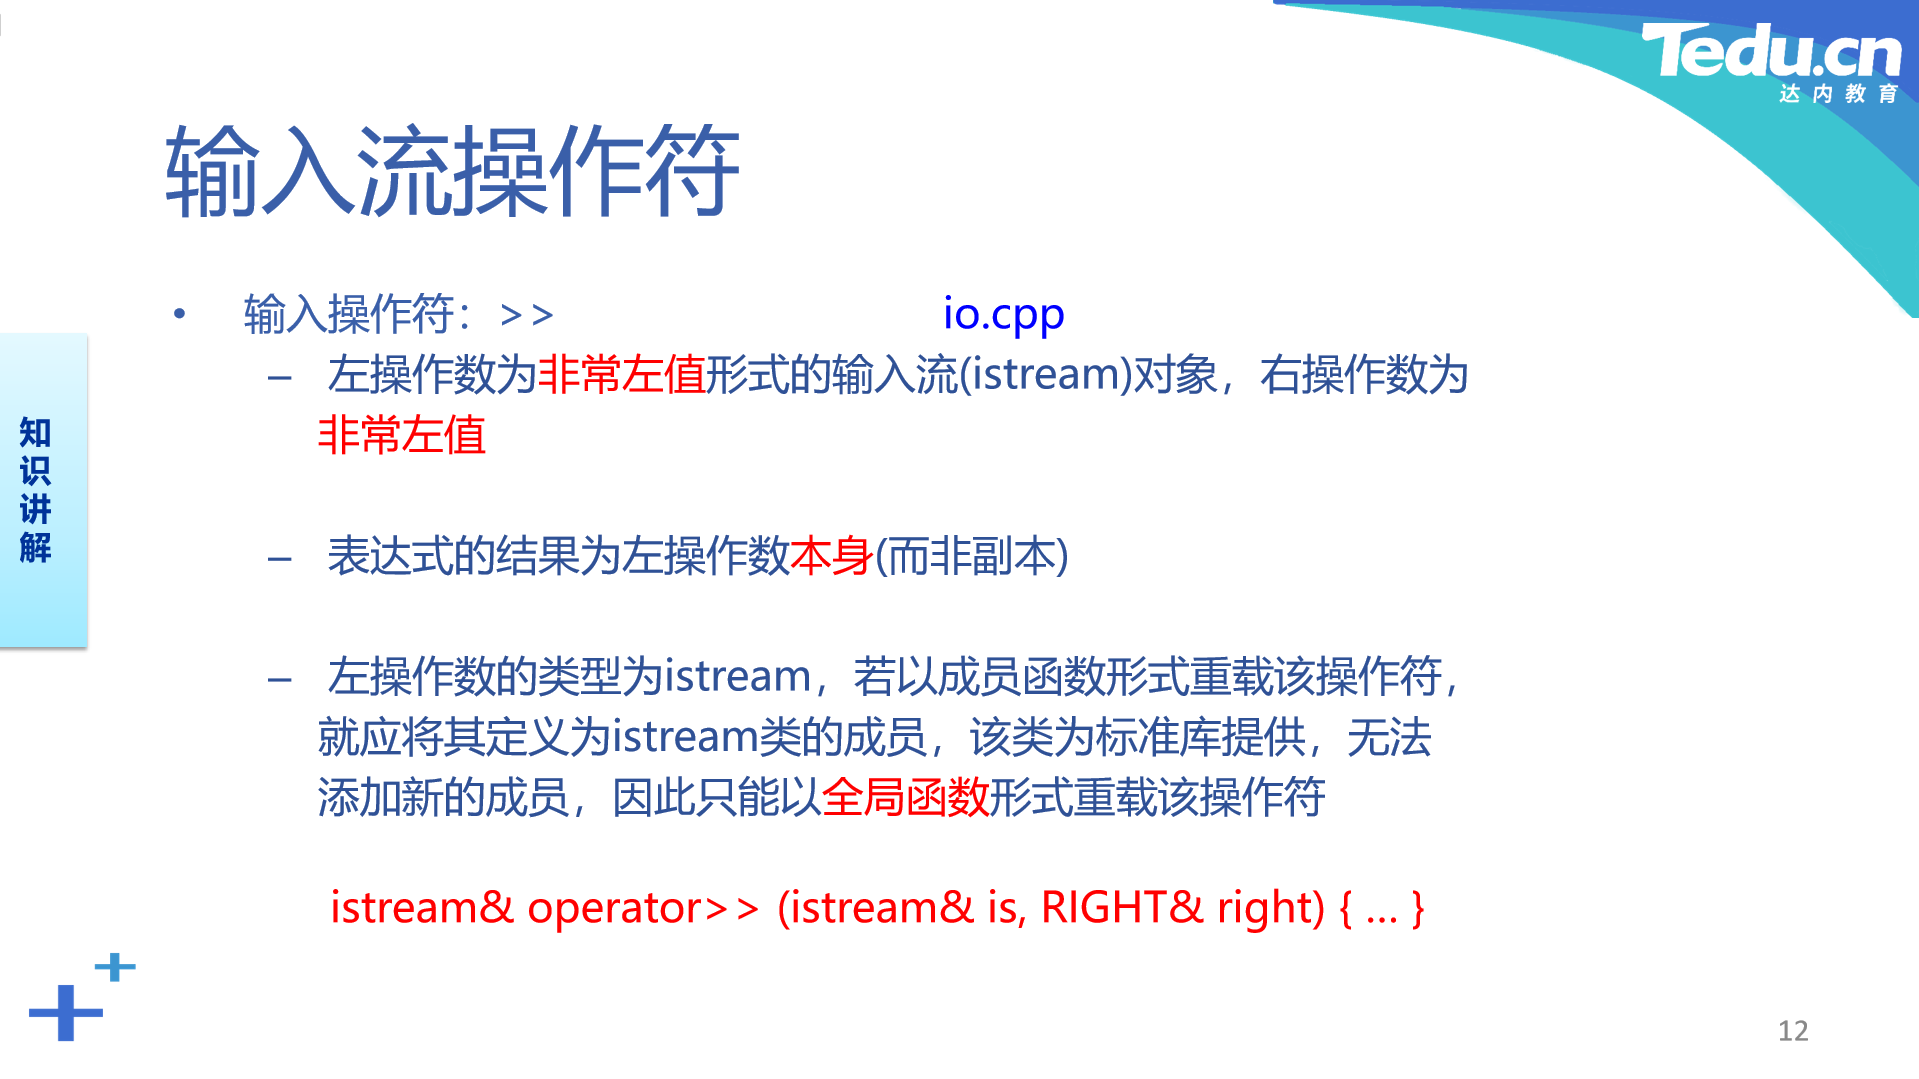 Tedu.cn
达内教育
输入流操作符
• 输入操作符：>> io.cpp
– 左操作数为非常左值形式的输入流(istream)对象，右操作数为
非常左值
– 表达式的结果为左操作数本身(而非副本)
– 左操作数的类型为istream，若以成员函数形式重载该操作符，
就应将其定义为istream类的成员，该类为标准库提供，无法
添加新的成员，因此只能以全局函数形式重载该操作符
istream& operator>> (istream& is, RIGHT& right) { … }
知
识
讲
解
12